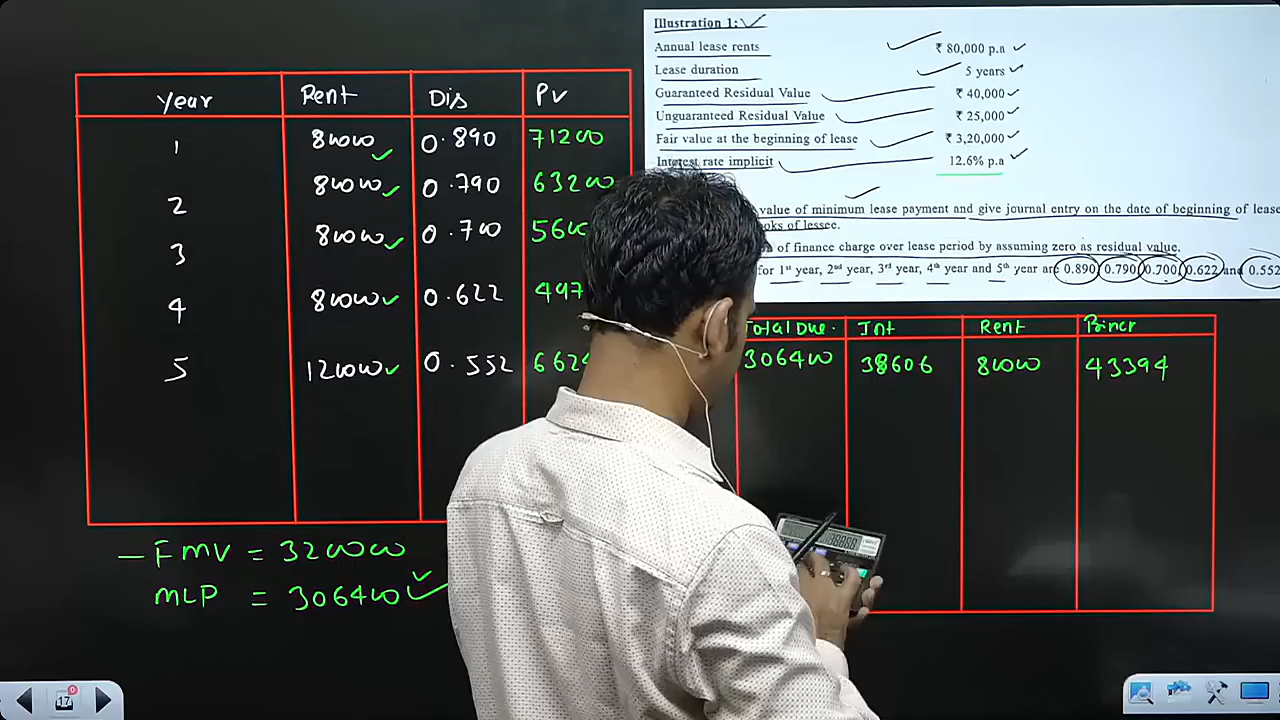 Illustration 1:
Annual lease rents ₹ 80,000 p.a
Lease duration 5 years
Guaranteed Residual Value ₹ 40,000
Unguaranteed Residual Value ₹ 25,000
Fair value at the beginning of lease ₹ 3,20,000
Interest rate implicit 12.6% p.a
value of minimum lease payment and give journal entry on the date of beginning of lease
of lessee.
of finance charge over lease period by assuming zero as residual value.
for 1st year, 2nd year, 3rd year, 4th year and 5th year are 0.890 0.790 0.700 0.622 and 0.552
Year Rent Dis PV
1 80000 0.890 71200
2 80000 0.790 63200
3 80000 0.700
4 80000 0.622
5 120000 0.552
- FMV = 320000
MLP = 306400
Total Due. Int Rent Princi
306400 38606 80000 43394
17